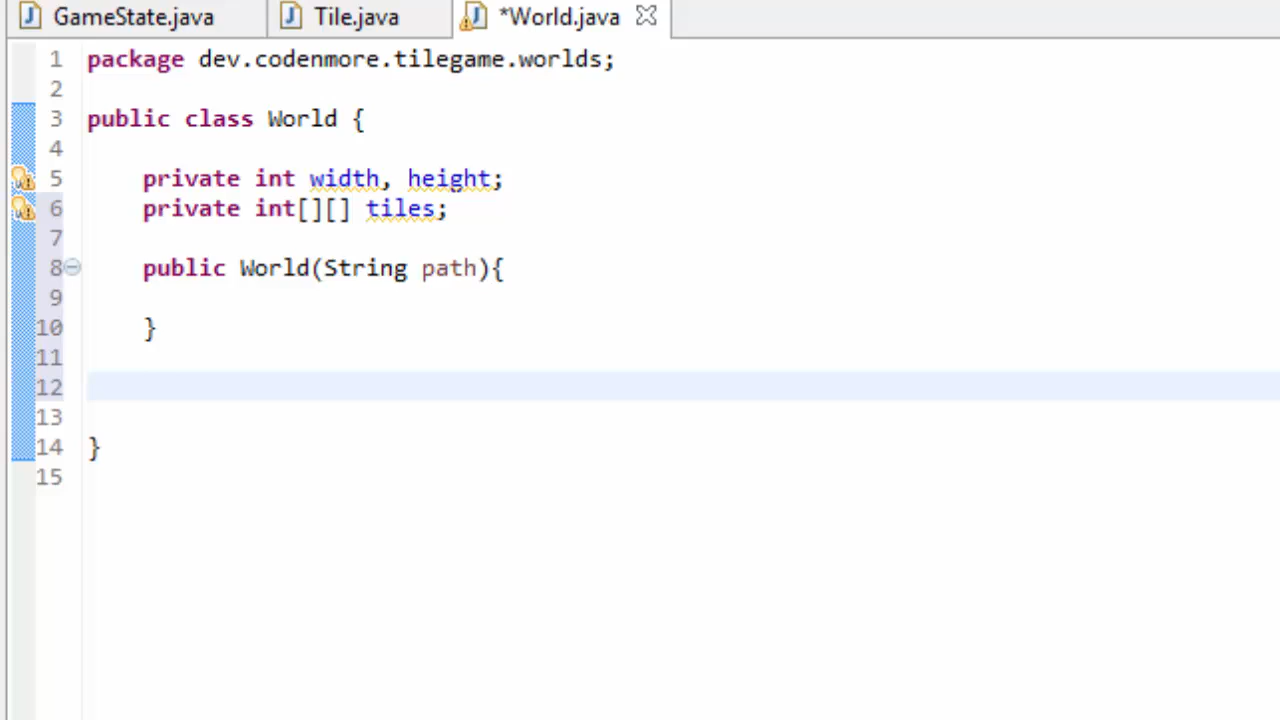 GameState.java Tile.java *World.java
1 package dev.codenmore.tilegame.worlds;
2
3 public class World {
4
5 private int width, height;
6 private int[][] tiles;
7
8 public World(String path){
9
10 }
11
12
13
14 }
15